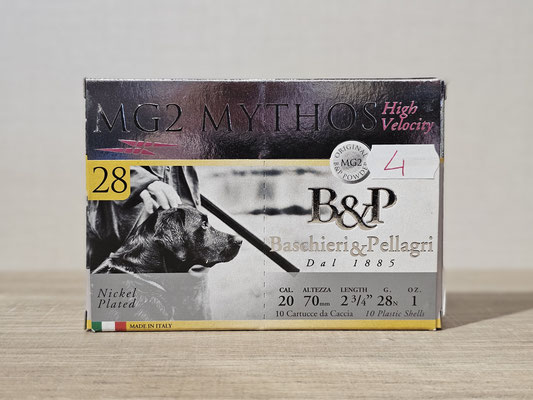 MG2 MYTHOS
High
Velocity
ORIGINAL
MG2
B&P POWDER
4
28
B&P
Baschieri & Pellagri
Dal 1885
Nickel
Plated
CAL. ALTEZZA LENGTH G. OZ.
20 70mm 2 3/4" 28N 1
10 Cartucce da Caccia 10 Plastic Shells
MADE IN ITALY